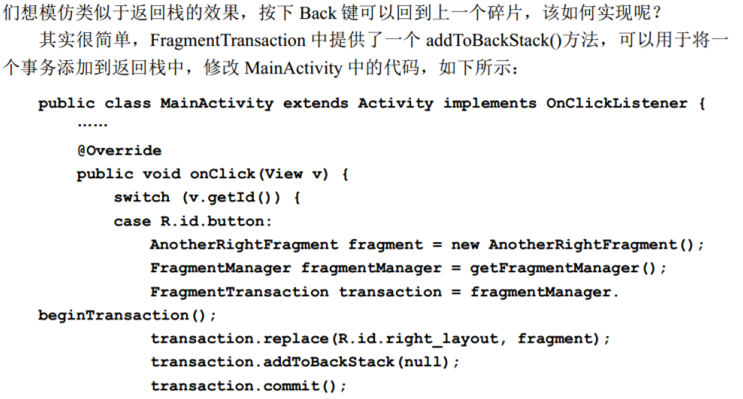 们想模仿类似于返回栈的效果，按下 Back 键可以回到上一个碎片，该如何实现呢？
其实很简单，FragmentTransaction 中提供了一个 addToBackStack()方法，可以用于将一
个事务添加到返回栈中，修改 MainActivity 中的代码，如下所示：
public class MainActivity extends Activity implements OnClickListener {
……
@Override
public void onClick(View v) {
switch (v.getId()) {
case R.id.button:
AnotherRightFragment fragment = new AnotherRightFragment();
FragmentManager fragmentManager = getFragmentManager();
FragmentTransaction transaction = fragmentManager.
beginTransaction();
transaction.replace(R.id.right_layout, fragment);
transaction.addToBackStack(null);
transaction.commit();